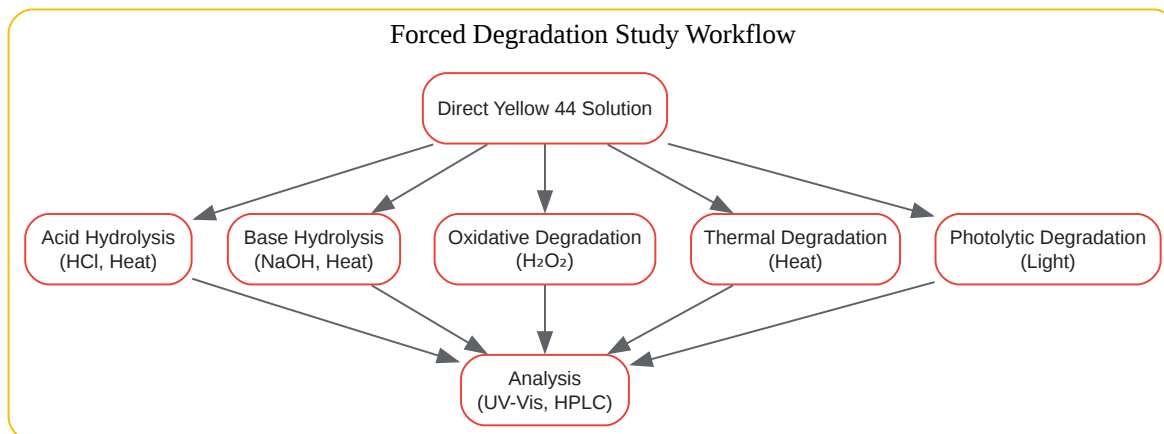 Forced Degradation Study Workflow
Direct Yellow 44 Solution
Acid Hydrolysis
(HCl, Heat)
Base Hydrolysis
(NaOH, Heat)
Oxidative Degradation
(H₂O₂)
Thermal Degradation
(Heat)
Photolytic Degradation
(Light)
Analysis
(UV-Vis, HPLC)